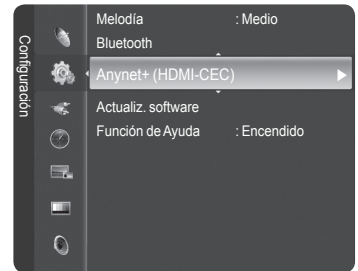 Configuración
Melodía : Medio
Bluetooth
Anynet+ (HDMI-CEC)
Actualiz. software
Función de Ayuda : Encendido